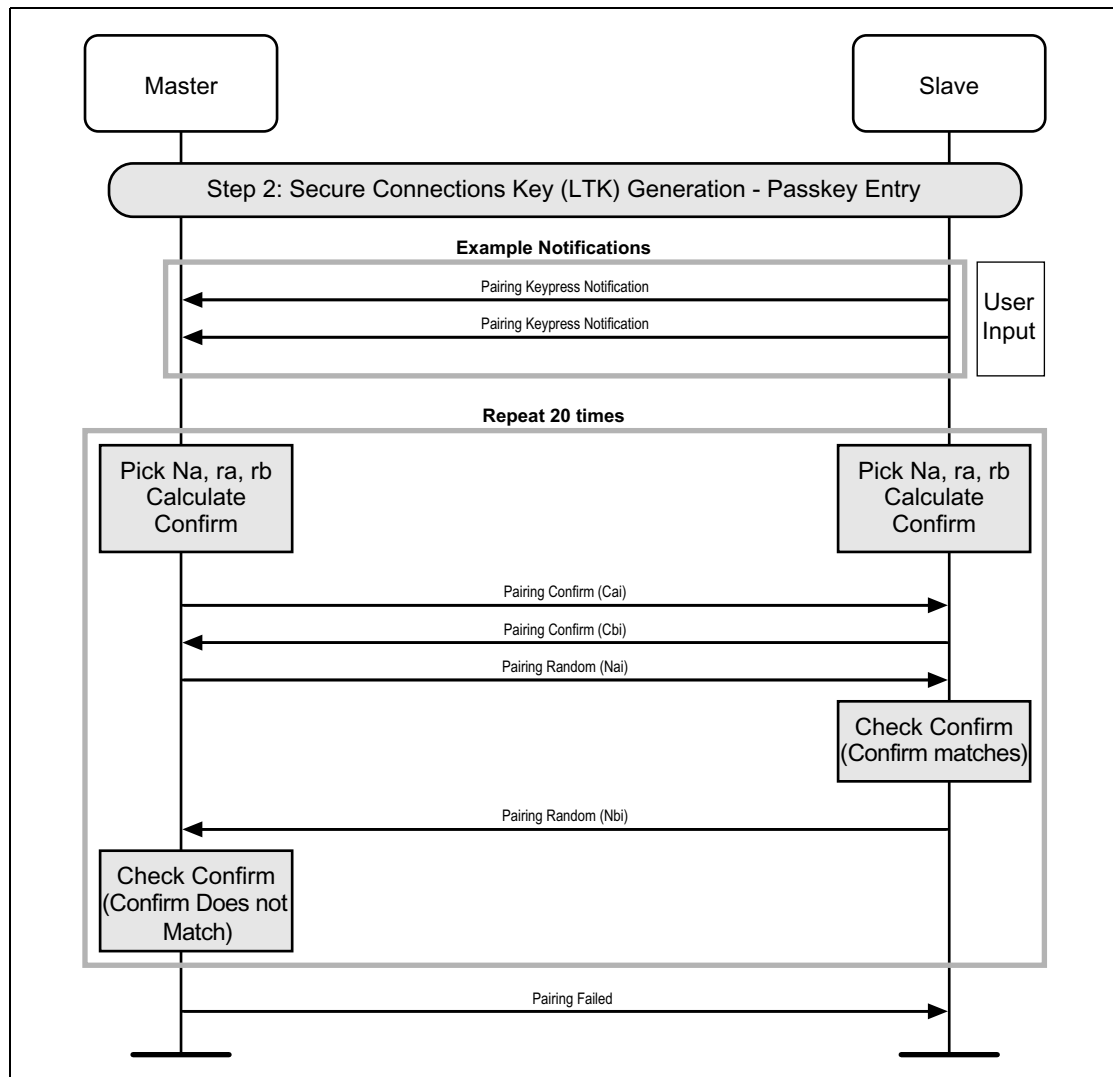 Master
Slave
Step 2: Secure Connections Key (LTK) Generation - Passkey Entry
Example Notifications
Pairing Keypress Notification
Pairing Keypress Notification
User
Input
Repeat 20 times
Pick Na, ra, rb
Calculate
Confirm
Pick Na, ra, rb
Calculate
Confirm
Pairing Confirm (Cai)
Pairing Confirm (Cbi)
Pairing Random (Nai)
Check Confirm
(Confirm matches)
Pairing Random (Nbi)
Check Confirm
(Confirm Does not
Match)
Pairing Failed